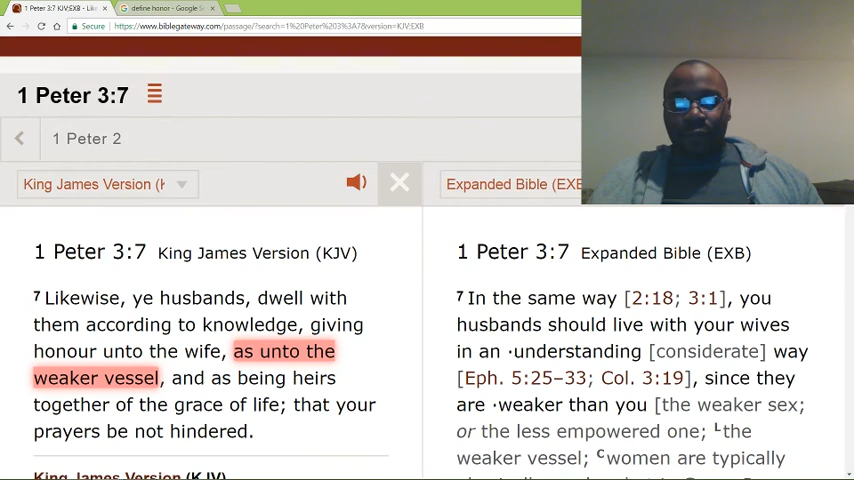 1 Peter 3:7 KJV;EXB - Lik
define honor - Google S
Secure
https://www.biblegateway.com/passage/?search=1%20Peter%203%3A7&version=KJV;EXB
1 Peter 3:7
1 Peter 2
King James Version (K
Expanded Bible (EXB
1 Peter 3:7 King James Version (KJV)
7 Likewise, ye husbands, dwell with
them according to knowledge, giving
honour unto the wife, as unto the
weaker vessel, and as being heirs
together of the grace of life; that your
prayers be not hindered.
King James Version (KJV)
1 Peter 3:7 Expanded Bible (EXB)
7 In the same way [2:18; 3:1], you
husbands should live with your wives
in an ·understanding [considerate] way
[Eph. 5:25–33; Col. 3:19], since they
are ·weaker than you [the weaker sex;
or the less empowered one; L the
weaker vessel; C women are typically